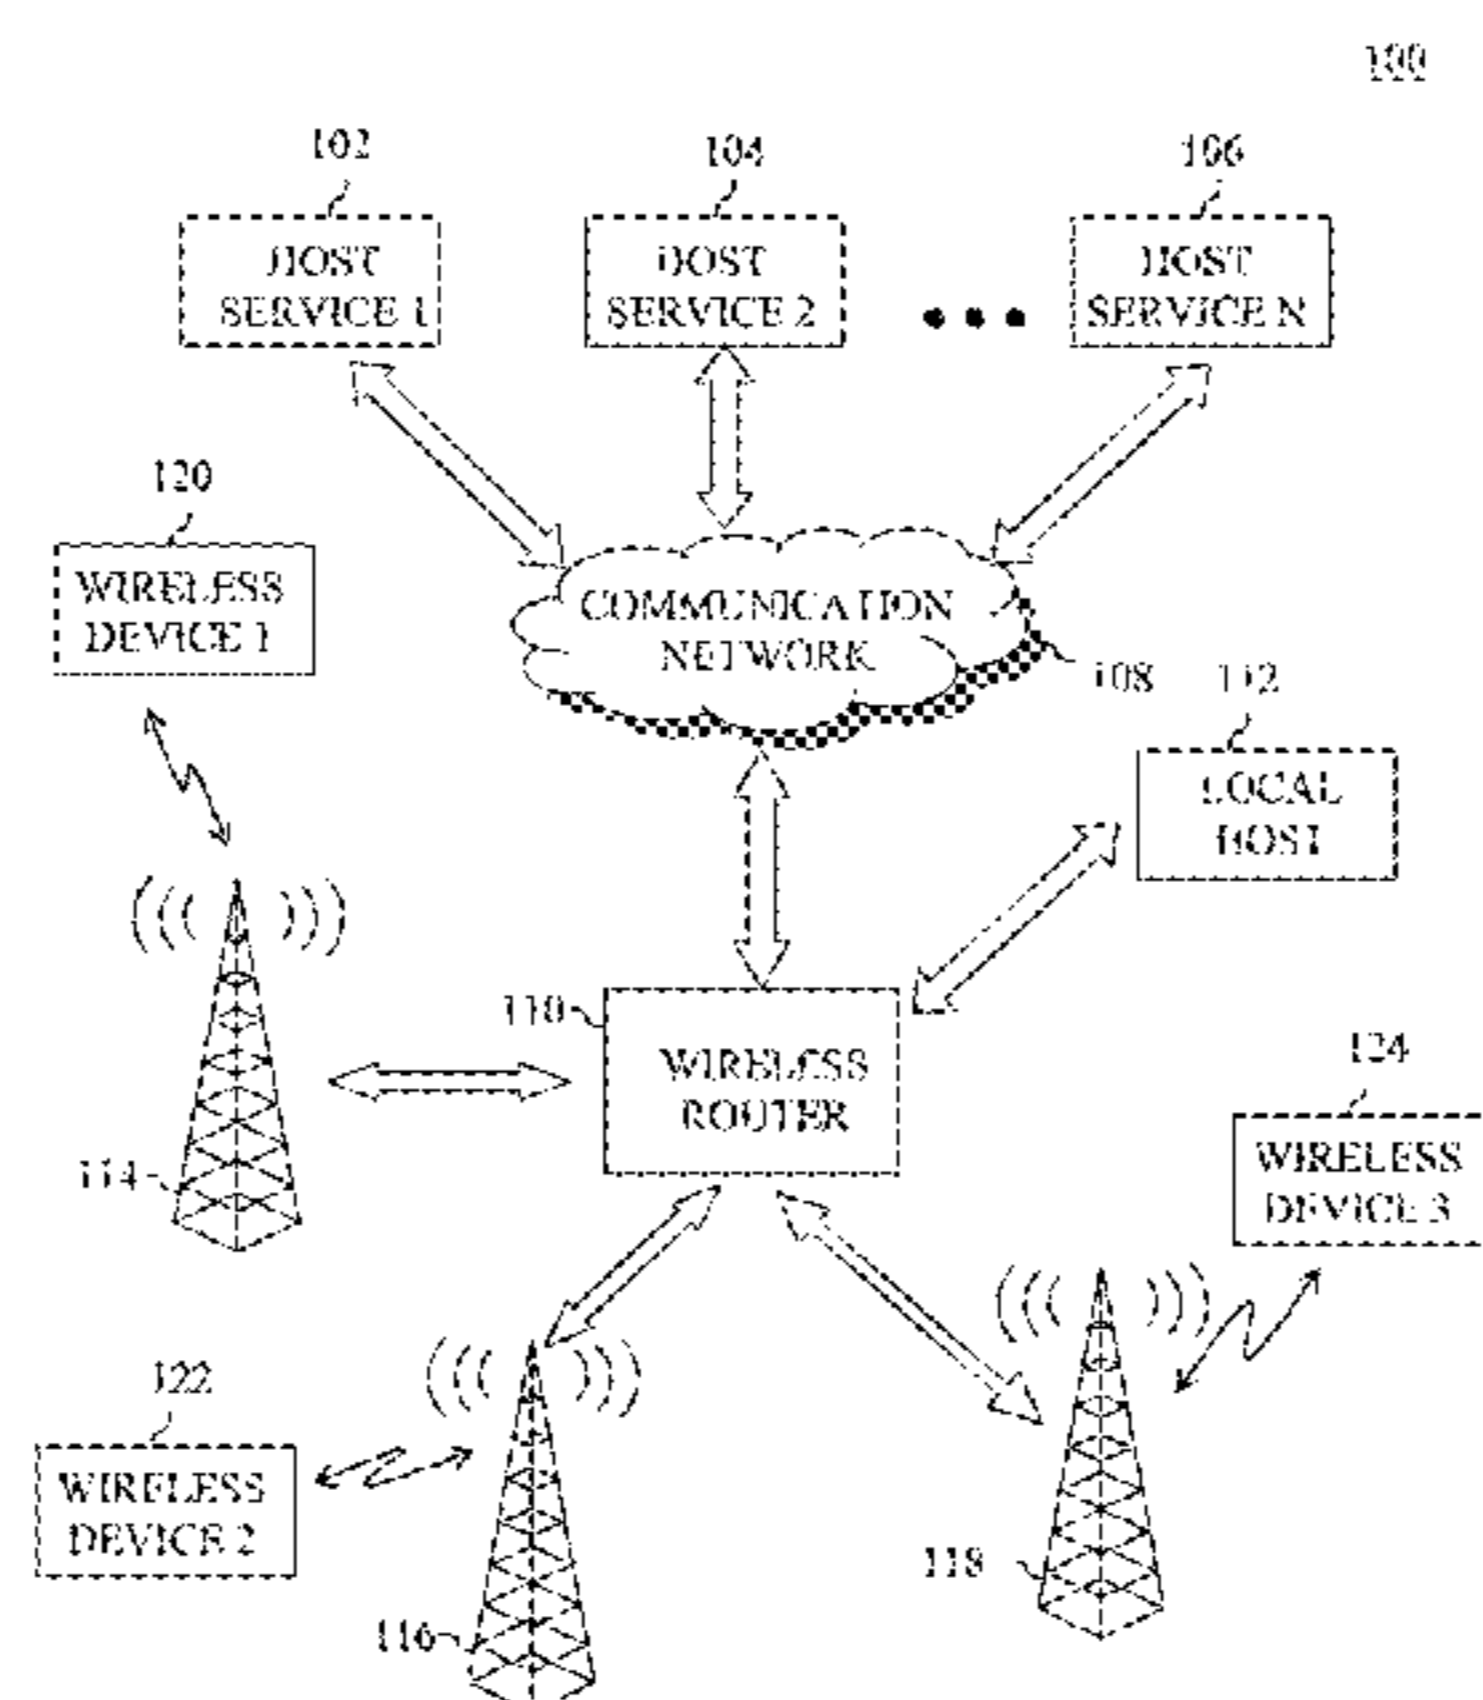 100
102
104
106
HOST
SERVICE 1
HOST
SERVICE 2
HOST
SERVICE N
120
WIRELESS
DEVICE 1
COMMUNICATION
NETWORK
108
112
LOCAL
HOST
110
WIRELESS
ROUTER
124
WIRELESS
DEVICE 3
114
122
WIRELESS
DEVICE 2
118
116